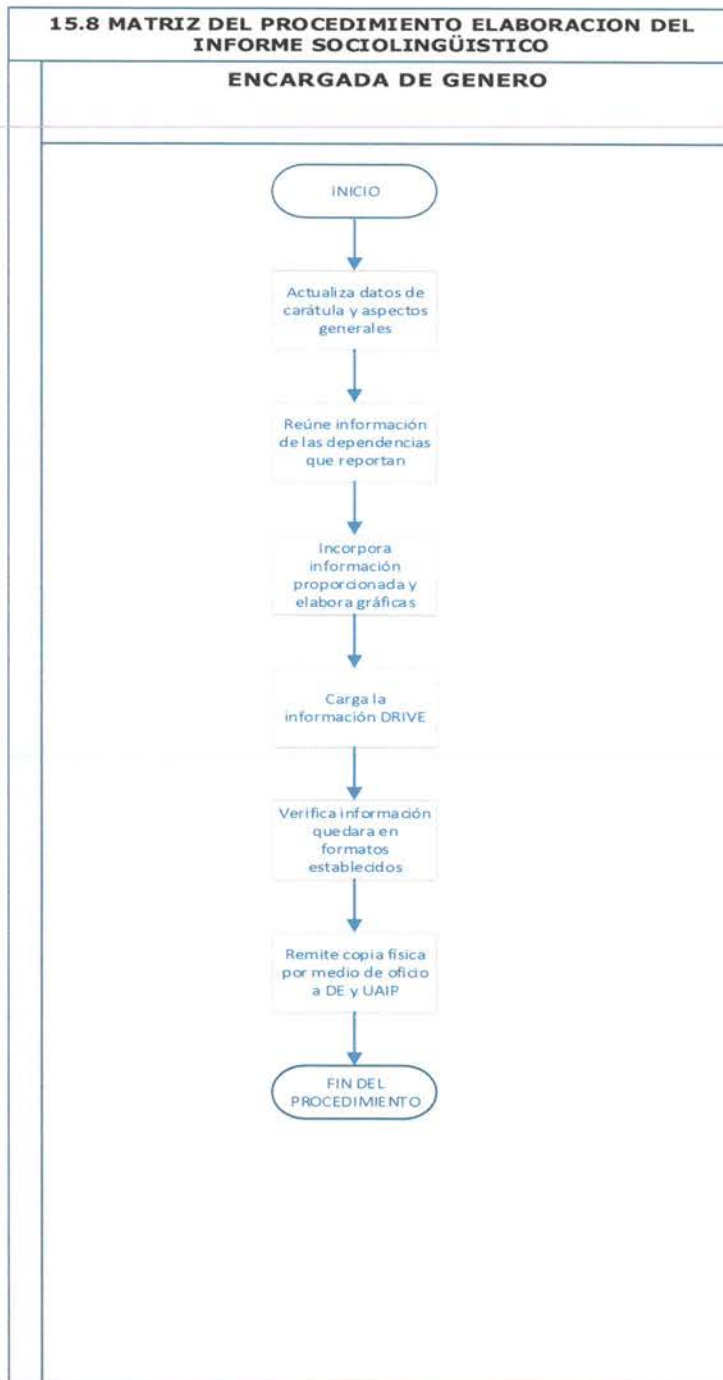 15.8 MATRIZ DEL PROCEDIMIENTO ELABORACION DEL
INFORME SOCIOLINGÜISTICO
ENCARGADA DE GENERO
INICIO
Actualiza datos de
carátula y aspectos
generales
Reúne información
de las dependencias
que reportan
Incorpora
información
proporcionada y
elabora gráficas
Carga la
información DRIVE
Verifica información
quedara en
formatos
establecidos
Remite copia física
por medio de oficio
a DE y UAIP
FIN DEL
PROCEDIMIENTO